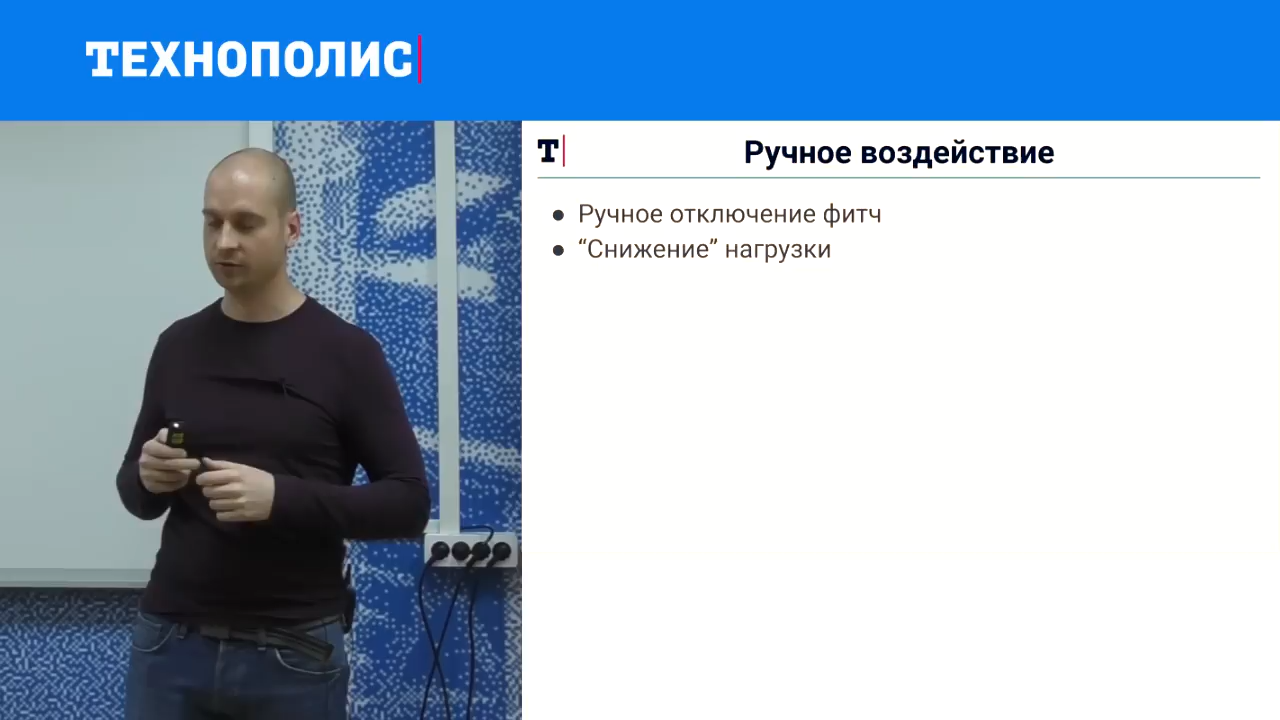 ТЕХНОПОЛИС
Т
Ручное воздействие
● Ручное отключение фитч
● “Снижение” нагрузки